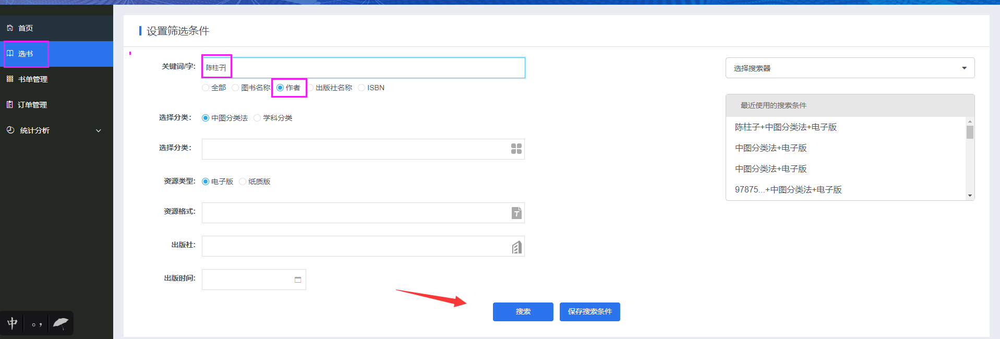 首页
选书
书单管理
订单管理
统计分析
设置筛选条件
关键词/字:
陈柱子
全部 图书名称 作者 出版社名称 ISBN
选择分类:
中图分类法 学科分类
选择分类:
资源类型:
电子版 纸质版
资源格式:
T
出版社:
出版时间:
搜索 保存搜索条件
选择搜索器
最近使用的搜索条件
陈柱子+中图分类法+电子版
中图分类法+电子版
中图分类法+电子版
97875...+中图分类法+电子版
中 。，